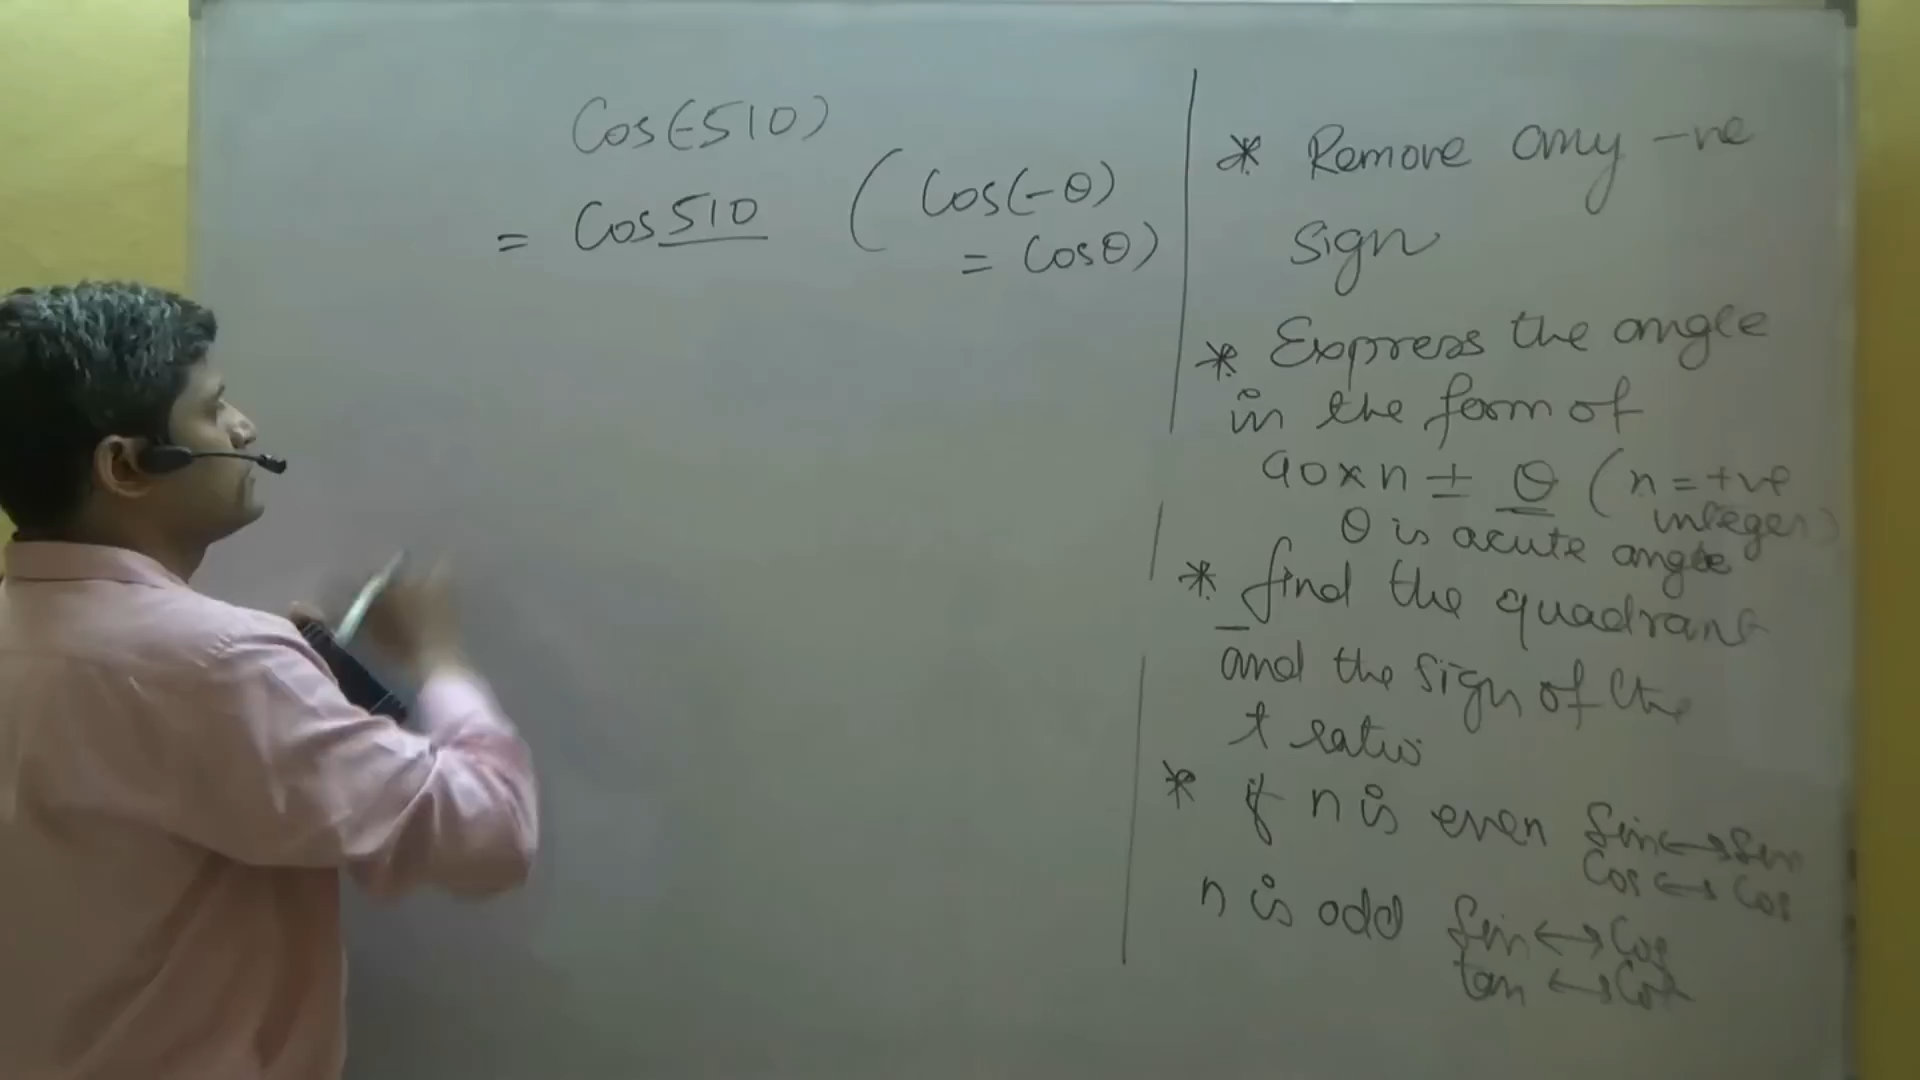 Cos(-510)
= Cos 510 ( Cos(-θ)
= Cosθ)
* Remove any -ve
sign
* Express the angle
in the form of
90 x n ± θ ( n = +ve
integer)
θ is acute angle
* find the quadrant
and the sign of the
t ratio
* if n is even Sin ↔ Sin
Cos ↔ Cos
n is odd Sin ↔ Cos
tan ↔ Cot